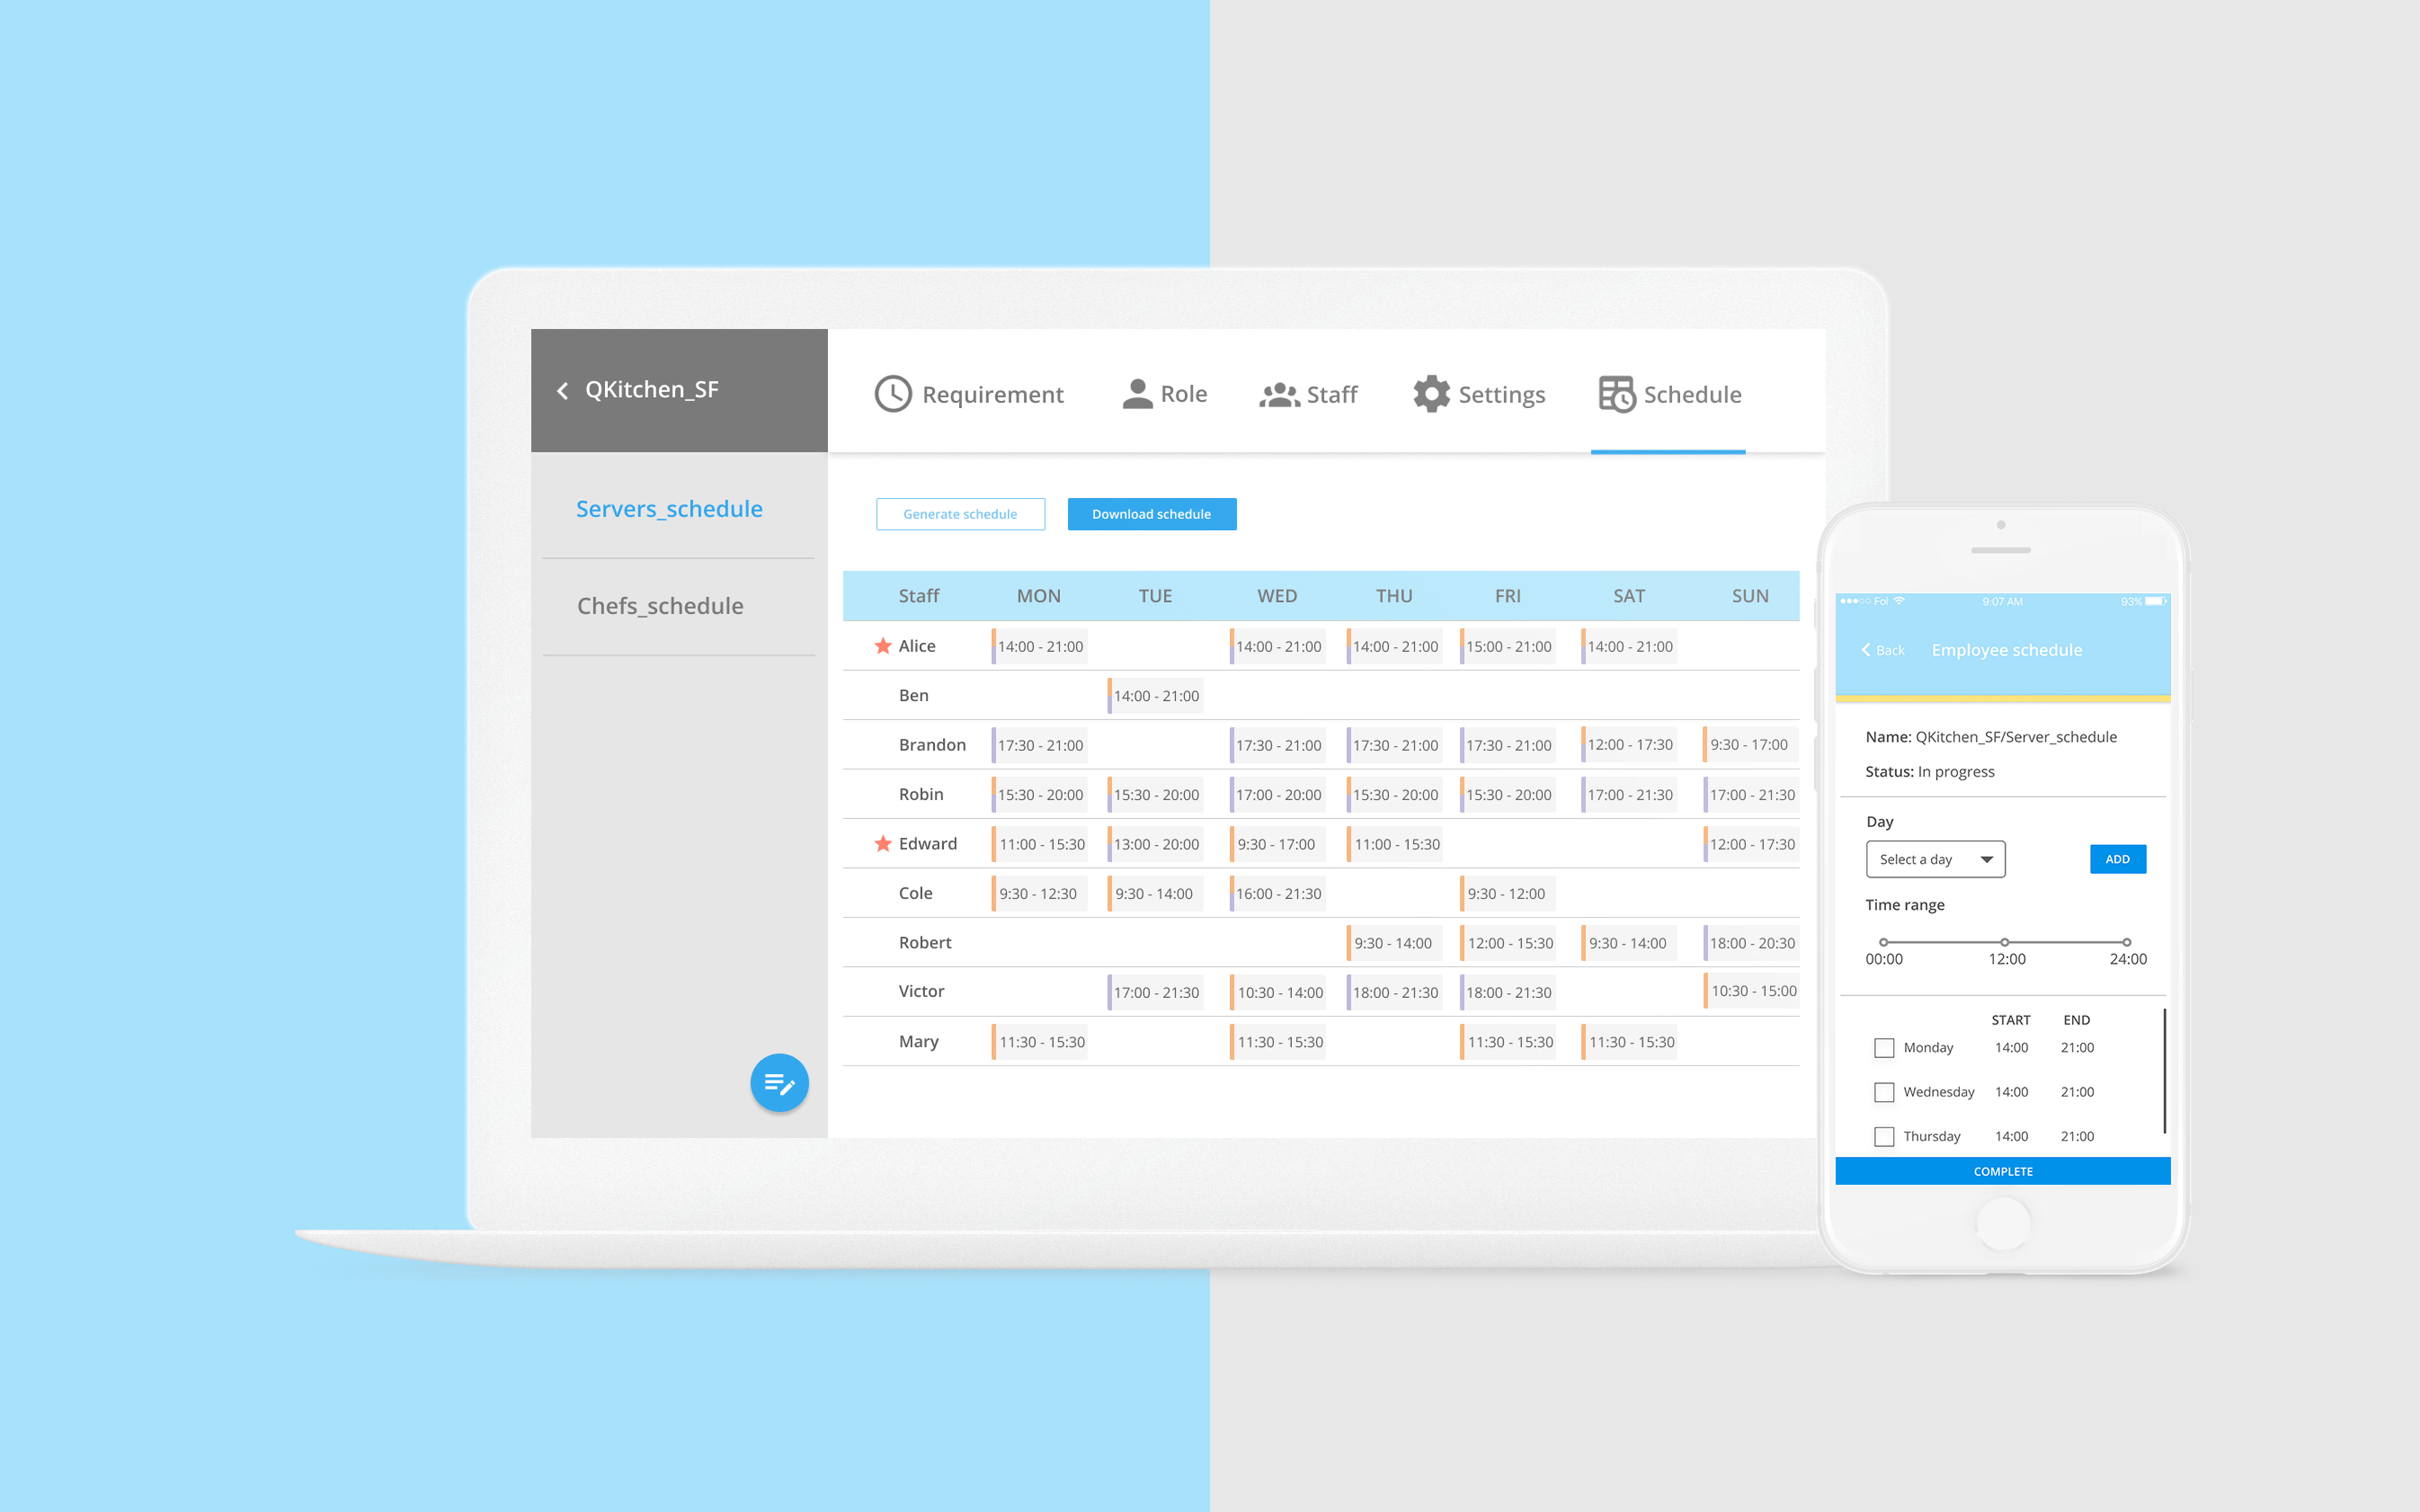 QKitchen_SF
Requirement Role Staff Settings Schedule
Servers_schedule
Chefs_schedule
Generate schedule Download schedule
Staff MON TUE WED THU FRI SAT SUN
Alice 14:00 - 21:00 14:00 - 21:00 14:00 - 21:00 15:00 - 21:00 14:00 - 21:00
Ben 14:00 - 21:00
Brandon 17:30 - 21:00 17:30 - 21:00 17:30 - 21:00 17:30 - 21:00 12:00 - 17:30 9:30 - 17:00
Robin 15:30 - 20:00 15:30 - 20:00 17:00 - 20:00 15:30 - 20:00 15:30 - 20:00 17:00 - 21:30 17:00 - 21:30
Edward 11:00 - 15:30 13:00 - 20:00 9:30 - 17:00 11:00 - 15:30 12:00 - 17:30
Cole 9:30 - 12:30 9:30 - 14:00 16:00 - 21:30 9:30 - 12:00
Robert 9:30 - 14:00 12:00 - 15:30 9:30 - 14:00 18:00 - 20:30
Victor 17:00 - 21:30 10:30 - 14:00 18:00 - 21:30 18:00 - 21:30 10:30 - 15:00
Mary 11:30 - 15:30 11:30 - 15:30 11:30 - 15:30 11:30 - 15:30
Fol 9:07 AM 93%
Back Employee schedule
Name: QKitchen_SF/Server_schedule
Status: In progress
Day
Select a day ADD
Time range
00:00 12:00 24:00
START END
Monday 14:00 21:00
Wednesday 14:00 21:00
Thursday 14:00 21:00
COMPLETE